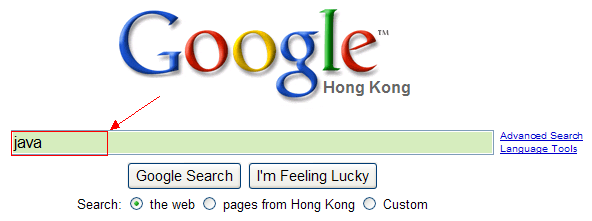 Google™
Hong Kong
java
Advanced Search
Language Tools
Google Search I'm Feeling Lucky
Search: the web pages from Hong Kong Custom